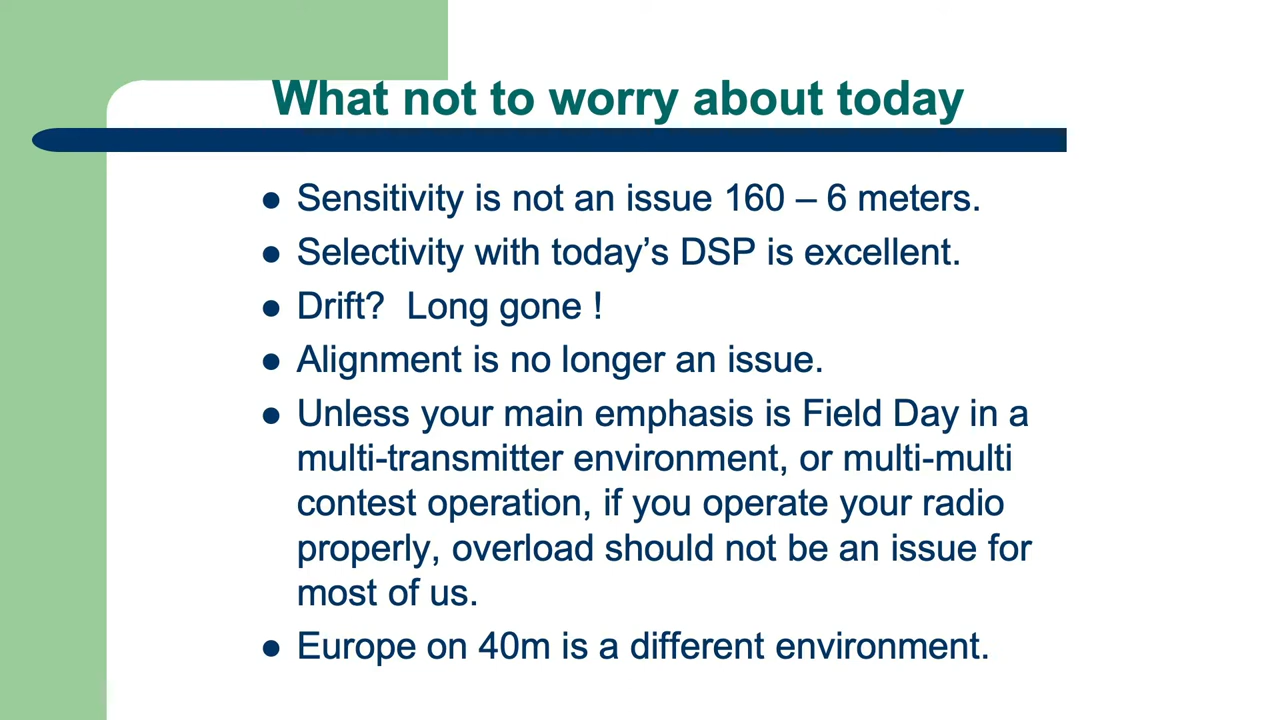 What not to worry about today
● Sensitivity is not an issue 160 – 6 meters.
● Selectivity with today’s DSP is excellent.
● Drift?  Long gone !
● Alignment is no longer an issue.
● Unless your main emphasis is Field Day in a
multi-transmitter environment, or multi-multi
contest operation, if you operate your radio
properly, overload should not be an issue for
most of us.
● Europe on 40m is a different environment.